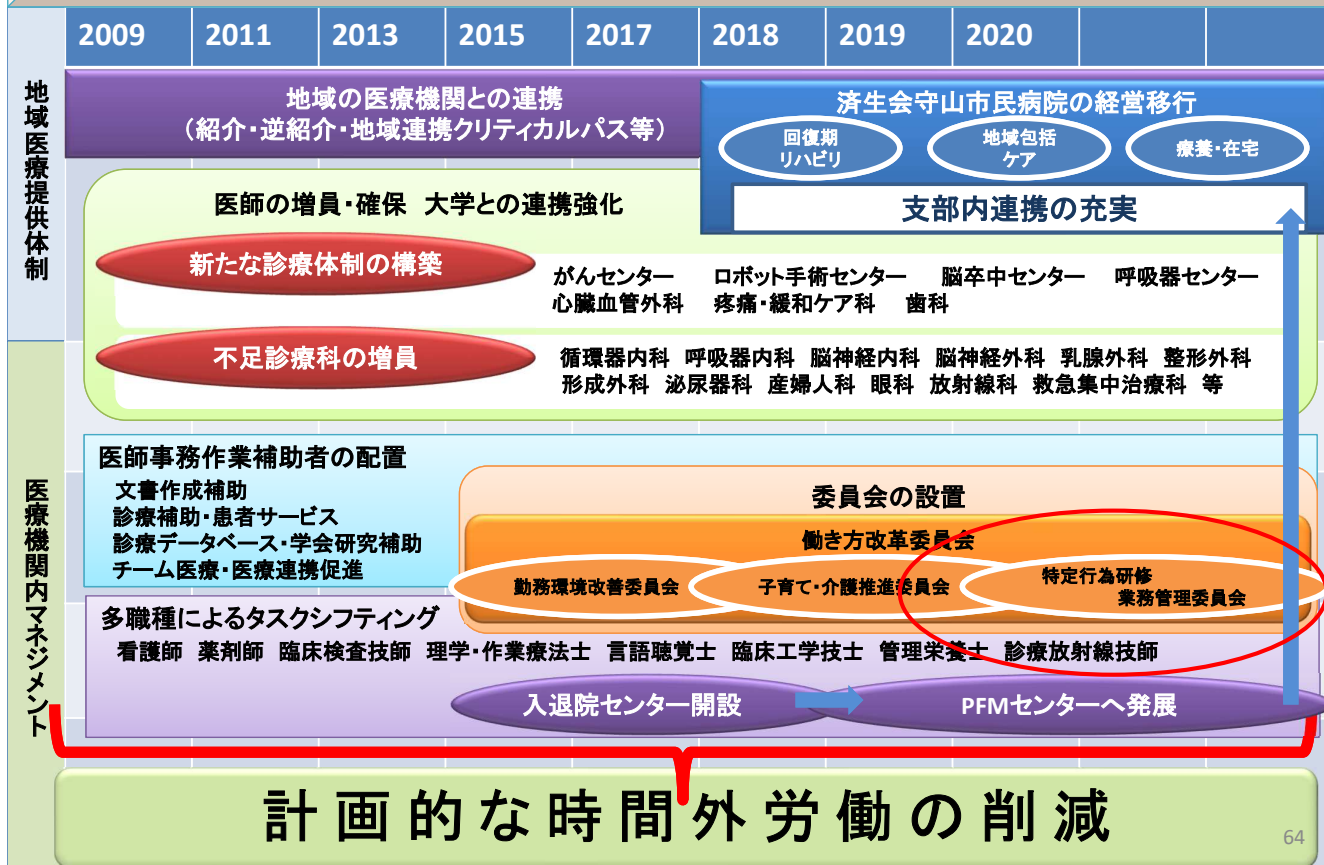 2009 2011 2013 2015 2017 2018 2019 2020
地域医療提供体制
地域の医療機関との連携
（紹介・逆紹介・地域連携クリティカルパス等）
済生会守山市民病院の経営移行
回復期
リハビリ
地域包括
ケア
療養・在宅
支部内連携の充実
医師の増員・確保 大学との連携強化
新たな診療体制の構築
がんセンター ロボット手術センター 脳卒中センター 呼吸器センター
心臓血管外科 疼痛・緩和ケア科 歯科
不足診療科の増員
循環器内科 呼吸器内科 脳神経内科 脳神経外科 乳腺外科 整形外科
形成外科 泌尿器科 産婦人科 眼科 放射線科 救急集中治療科 等
医療機関内マネジメント
医師事務作業補助者の配置
文書作成補助
診療補助・患者サービス
診療データベース・学会研究補助
チーム医療・医療連携促進
委員会の設置
働き方改革委員会
勤務環境改善委員会
子育て・介護推進委員会
特定行為研修
業務管理委員会
多職種によるタスクシフティング
看護師 薬剤師 臨床検査技師 理学・作業療法士 言語聴覚士 臨床工学技士 管理栄養士 診療放射線技師
入退院センター開設
PFMセンターへ発展
計画的な時間外労働の削減
64